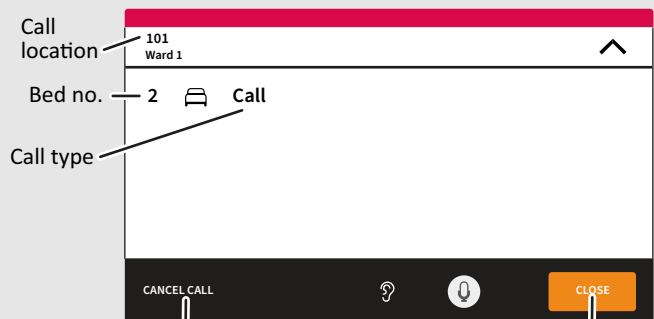 Call
location
101
Ward 1
Bed no.
2 Call
Call type
CANCEL CALL
CLOSE